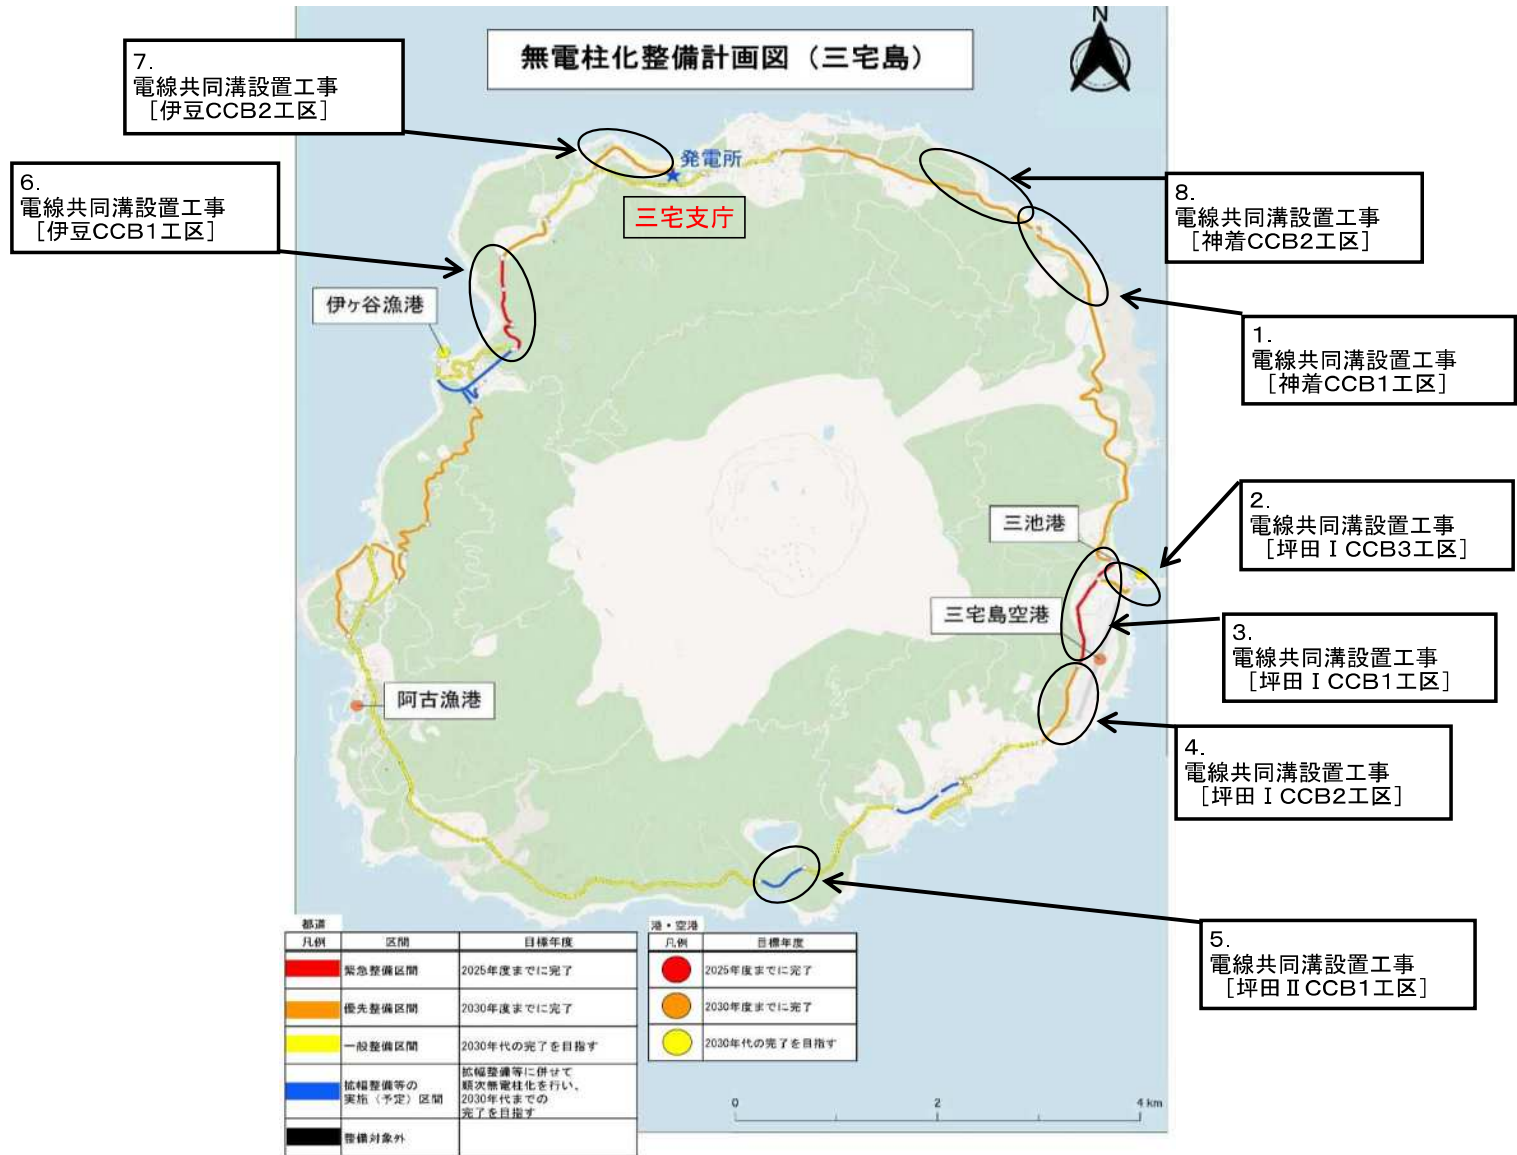 無電柱化整備計画図（三宅島）
N
7.
電線共同溝設置工事
［伊豆CCB2工区］
6.
電線共同溝設置工事
［伊豆CCB1工区］
発電所
三宅支庁
8.
電線共同溝設置工事
［神着CCB2工区］
伊ヶ谷漁港
1.
電線共同溝設置工事
［神着CCB1工区］
三池港
2.
電線共同溝設置工事
［坪田ⅠCCB3工区］
三宅島空港
3.
電線共同溝設置工事
［坪田ⅠCCB1工区］
阿古漁港
4.
電線共同溝設置工事
［坪田ⅠCCB2工区］
5.
電線共同溝設置工事
［坪田ⅡCCB1工区］
都道
凡例 区間 目標年度
緊急整備区間 2025年度までに完了
優先整備区間 2030年度までに完了
一般整備区間 2030年代の完了を目指す
拡幅整備等の
実施（予定）区間
拡幅整備等に併せて
順次無電柱化を行い、
2030年代までの
完了を目指す
整備対象外
港・空港
凡例 目標年度
2025年度までに完了
2030年度までに完了
2030年代の完了を目指す
0 2 4 km